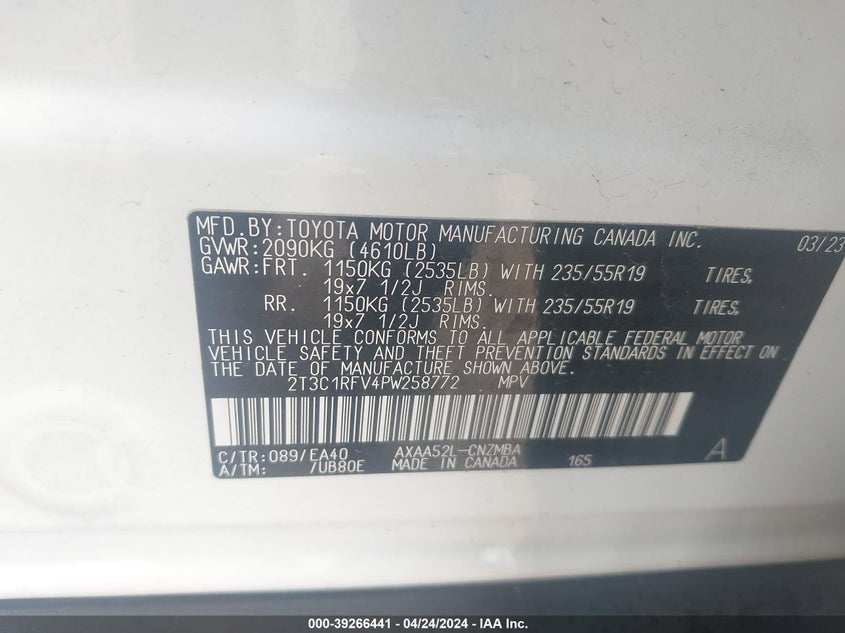 MFD.BY:TOYOTA MOTOR MANUFACTURING CANADA INC. 03/23
GVWR:2090KG (4610LB)
GAWR:FRT. 1150KG (2535LB) WITH 235/55R19 TIRES,
19x7 1/2J RIMS.
RR. 1150KG (2535LB) WITH 235/55R19 TIRES,
19x7 1/2J RIMS.
THIS VEHICLE CONFORMS TO ALL APPLICABLE FEDERAL MOTOR
VEHICLE SAFETY AND THEFT PREVENTION STANDARDS IN EFFECT ON
THE DATE OF MANUFACTURE SHOWN ABOVE.
2T3C1RFV4PW258772 MPV
C/TR:089/EA40 AXAA52L-CNZMBA A
A/TM: /UB80E MADE IN CANADA 165
000-39266441 - 04/24/2024 - IAA Inc.